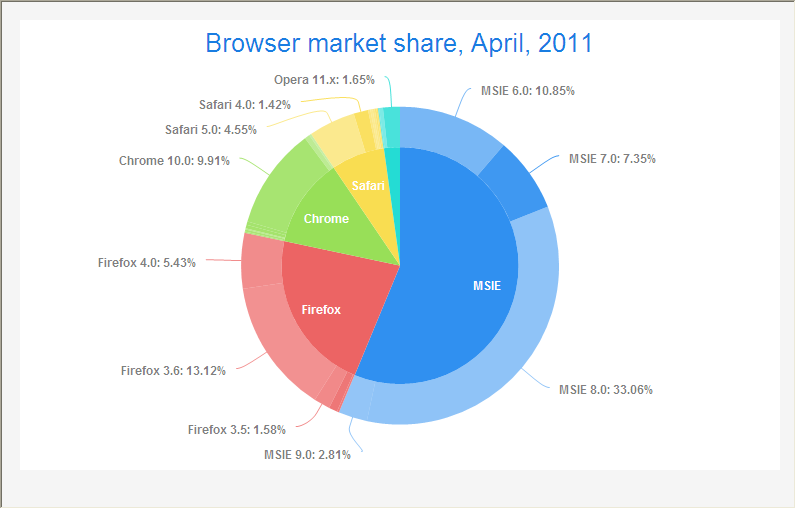 Browser market share, April, 2011
Opera 11.x: 1.65%
MSIE 6.0: 10.85%
Safari 4.0: 1.42%
Safari 5.0: 4.55%
MSIE 7.0: 7.35%
Chrome 10.0: 9.91%
Safari
Chrome
Firefox 4.0: 5.43%
MSIE
Firefox
Firefox 3.6: 13.12%
MSIE 8.0: 33.06%
Firefox 3.5: 1.58%
MSIE 9.0: 2.81%